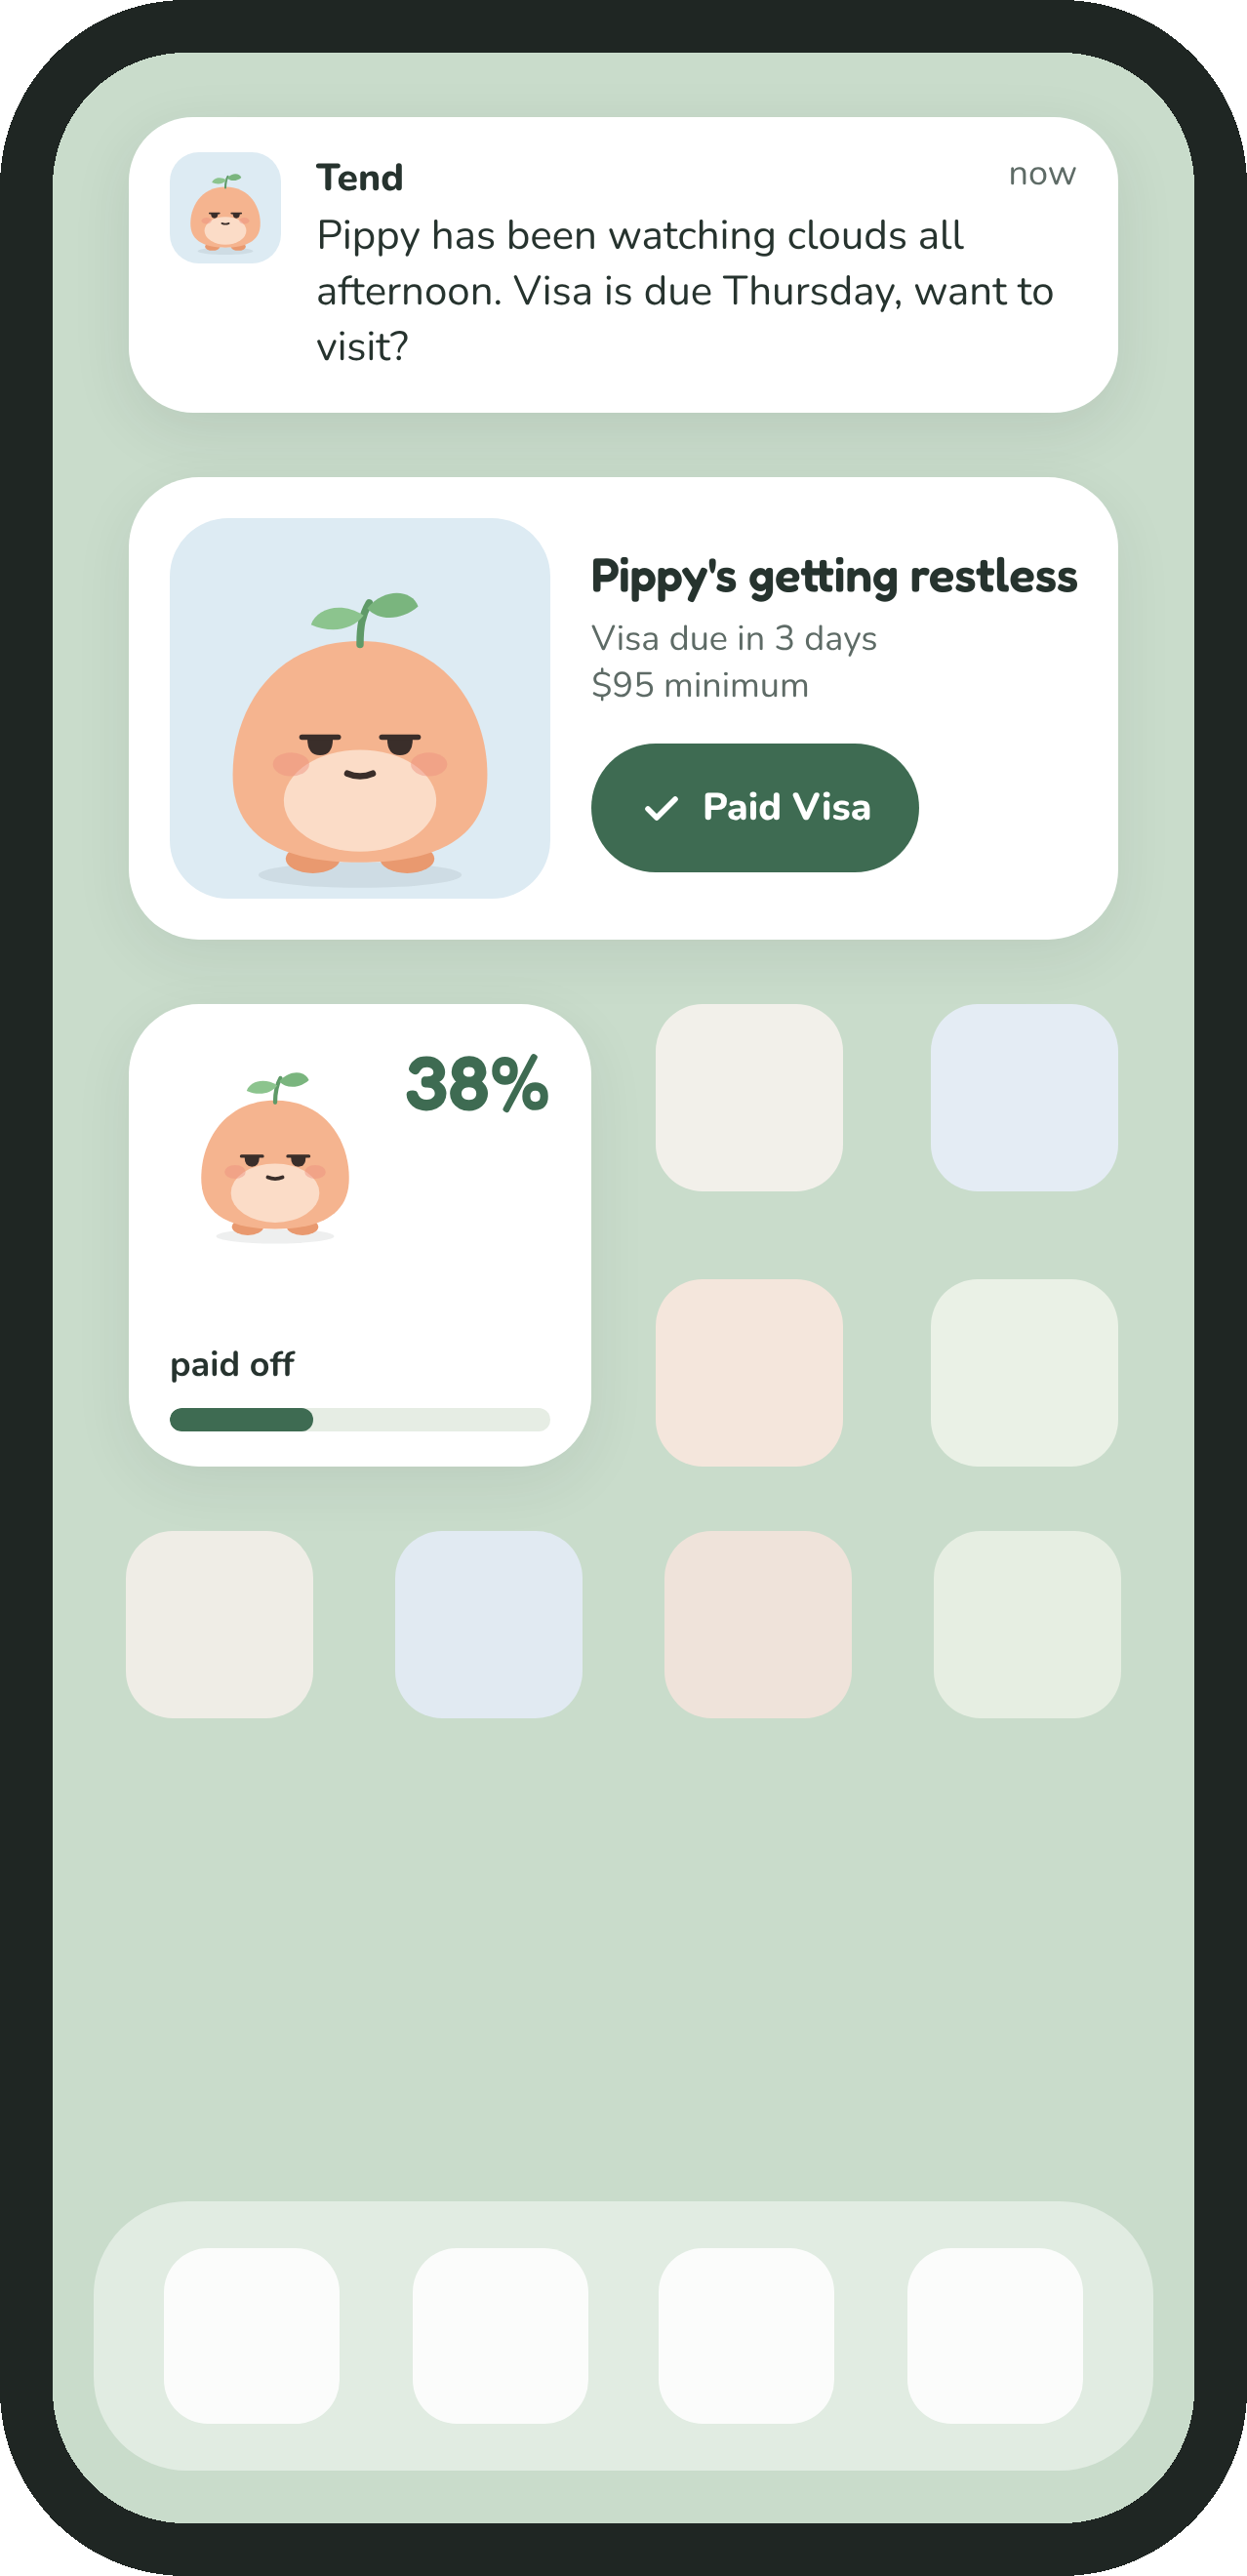 Tend
now
Pippy has been watching clouds all
afternoon. Visa is due Thursday, want to
visit?
Pippy's getting restless
Visa due in 3 days
$95 minimum
Paid Visa
38%
paid off